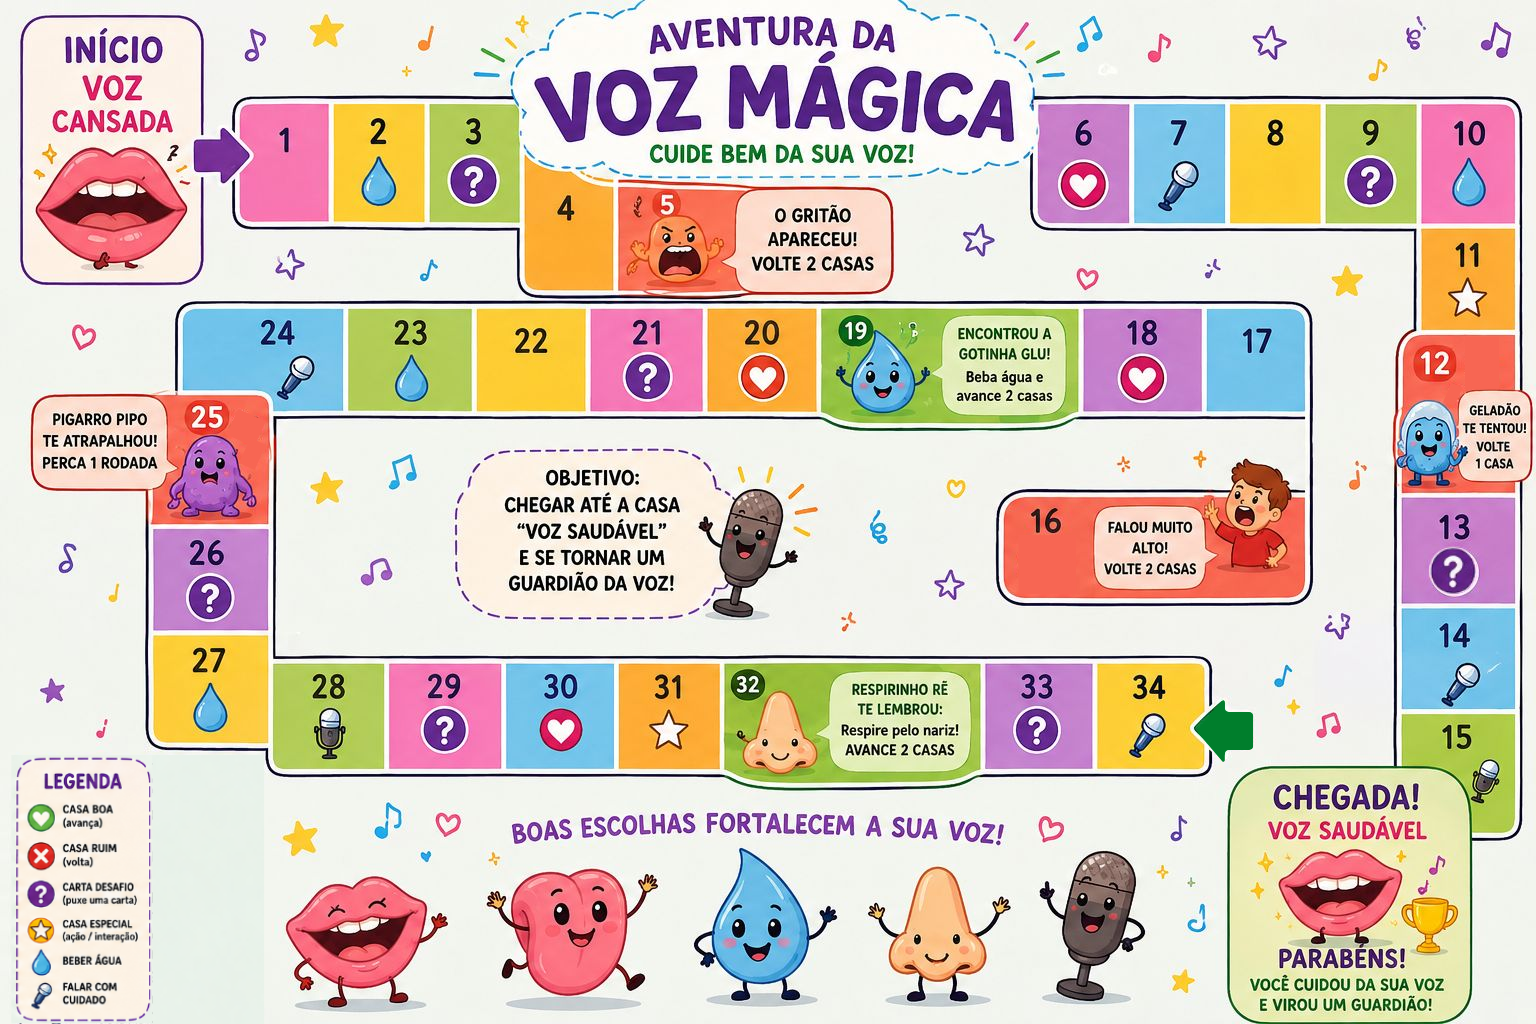 INÍCIO
VOZ
CANSADA
AVENTURA DA
VOZ MÁGICA
CUIDE BEM DA SUA VOZ!
1
2
3
?
4
5
O GRITÃO
APARECEU!
VOLTE 2 CASAS
6
7
8
9
?
10
11
12
GELADÃO
TE TENTOU!
VOLTE
1 CASA
13
?
14
15
16
FALOU MUITO
ALTO!
VOLTE 2 CASAS
17
18
19
ENCONTROU A
GOTINHA GLU!
Beba água e
avance 2 casas
20
21
?
22
23
24
25
PIGARRO PIPO
TE ATRAPALHOU!
PERCA 1 RODADA
26
?
27
28
29
?
30
31
32
RESPIRINHO RẼ
TE LEMBROU:
Respire pelo nariz!
AVANCE 2 CASAS
33
?
34
OBJETIVO:
CHEGAR ATÉ A CASA
“VOZ SAUDÁVEL”
E SE TORNAR UM
GUARDIÃO DA VOZ!
LEGENDA
CASA BOA
(avança)
CASA RUIM
(volta)
?
CARTA DESAFIO
(puxe uma carta)
CASA ESPECIAL
(ação / interação)
BEBER ÁGUA
FALAR COM
CUIDADO
BOAS ESCOLHAS FORTALECEM A SUA VOZ!
CHEGADA!
VOZ SAUDÁVEL
PARABÉNS!
VOCÊ CUIDOU DA SUA VOZ
E VIROU UM GUARDIÃO!